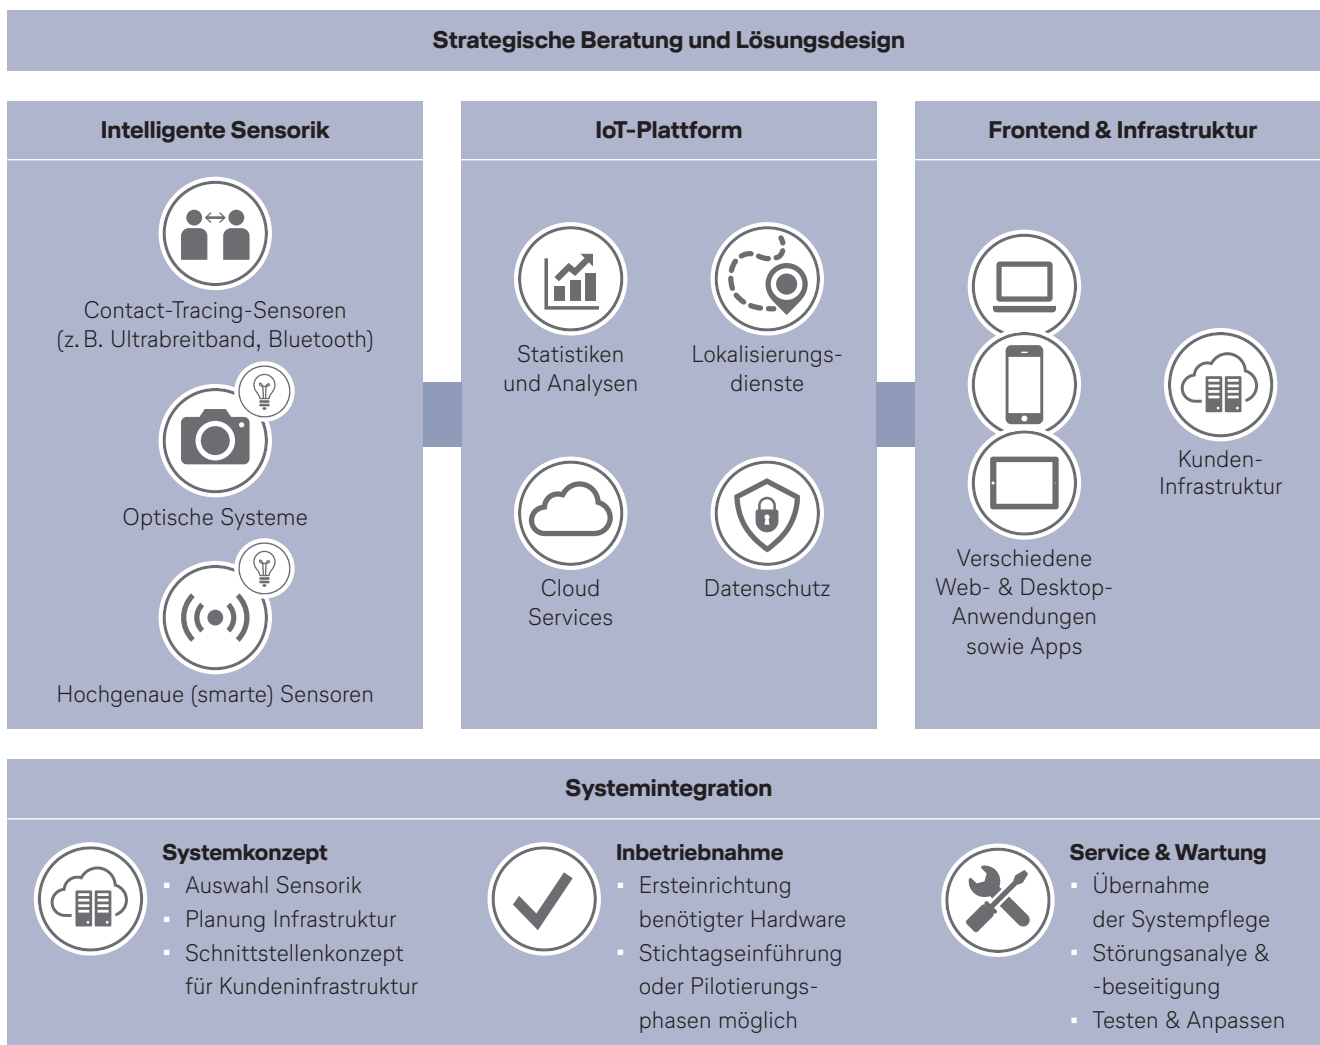 Strategische Beratung und Lösungsdesign
Intelligente Sensorik
Contact-Tracing-Sensoren
(z. B. Ultrabreitband, Bluetooth)
Optische Systeme
Hochgenaue (smarte) Sensoren
IoT-Plattform
Statistiken
und Analysen
Lokalisierungs-
dienste
Cloud
Services
Datenschutz
Frontend & Infrastruktur
Verschiedene
Web- & Desktop-
Anwendungen
sowie Apps
Kunden-
Infrastruktur
Systemintegration
Systemkonzept
▪ Auswahl Sensorik
▪ Planung Infrastruktur
▪ Schnittstellenkonzept
für Kundeninfrastruktur
Inbetriebnahme
▪ Ersteinrichtung
benötigter Hardware
▪ Stichtagseinführung
oder Pilotierungs-
phasen möglich
Service & Wartung
▪ Übernahme
der Systempflege
▪ Störungsanalye &
-beseitigung
▪ Testen & Anpassen